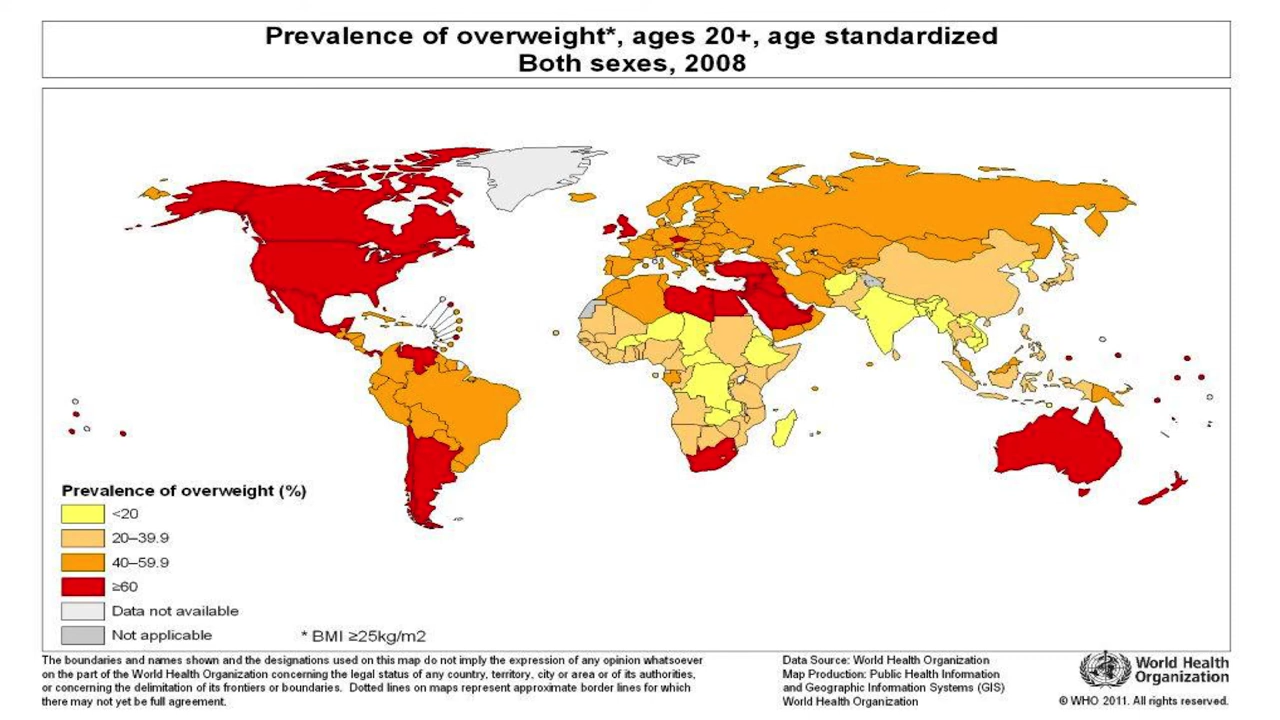 Prevalence of overweight*, ages 20+, age standardized
Both sexes, 2008
Prevalence of overweight (%)
<20
20–39.9
40–59.9
≥60
Data not available
Not applicable
* BMI ≥25kg/m2
The boundaries and names shown and the designations used on this map do not imply the expression of any opinion whatsoever
on the part of the World Health Organization concerning the legal status of any country, territory, city or area or of its authorities,
or concerning the delimitation of its frontiers or boundaries. Dotted lines on maps represent approximate border lines for which
there may not yet be full agreement.
Data Source: World Health Organization
Map Production: Public Health Information
and Geographic Information Systems (GIS)
World Health Organization
World Health
Organization
© WHO 2011. All rights reserved.